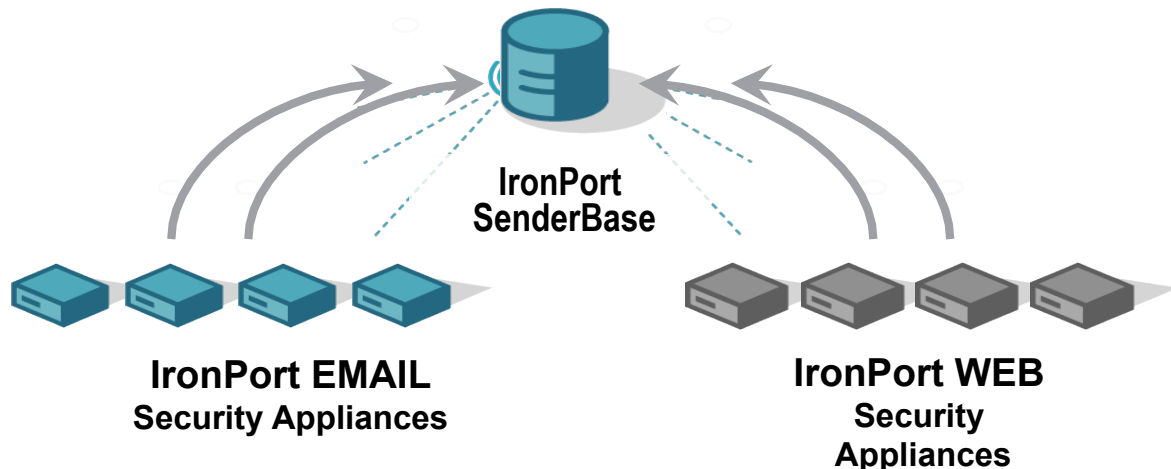 IronPort
SenderBase
IronPort EMAIL
Security Appliances
IronPort WEB
Security
Appliances